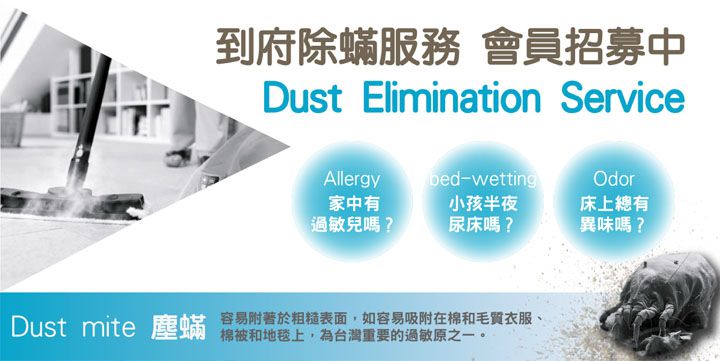 到府除蟎服務 會員招募中
Dust Elimination Service
Allergy
家中有
過敏兒嗎？
bed-wetting
小孩半夜
尿床嗎？
Odor
床上總有
異味嗎？
Dust mite 塵蟎
容易附著於粗糙表面，如容易吸附在棉和毛質衣服、
棉被和地毯上，為台灣重要的過敏原之一。